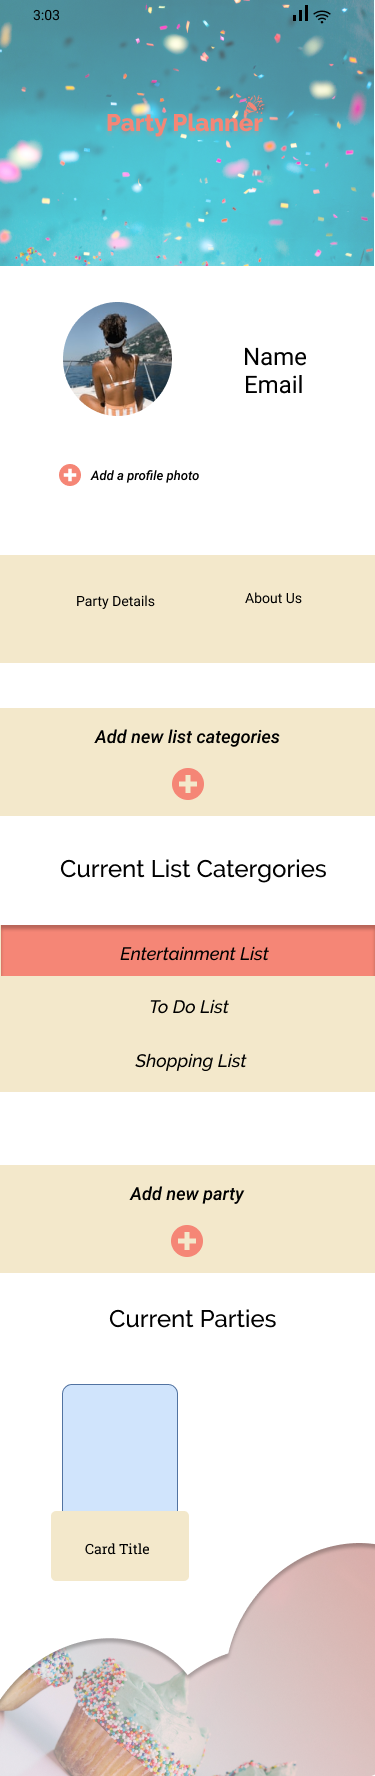 3:03
Party Planner
Name
Email
Add a profile photo
Party Details
About Us
Add new list categories
Current List Catergories
Entertainment List
To Do List
Shopping List
Add new party
Current Parties
Card Title